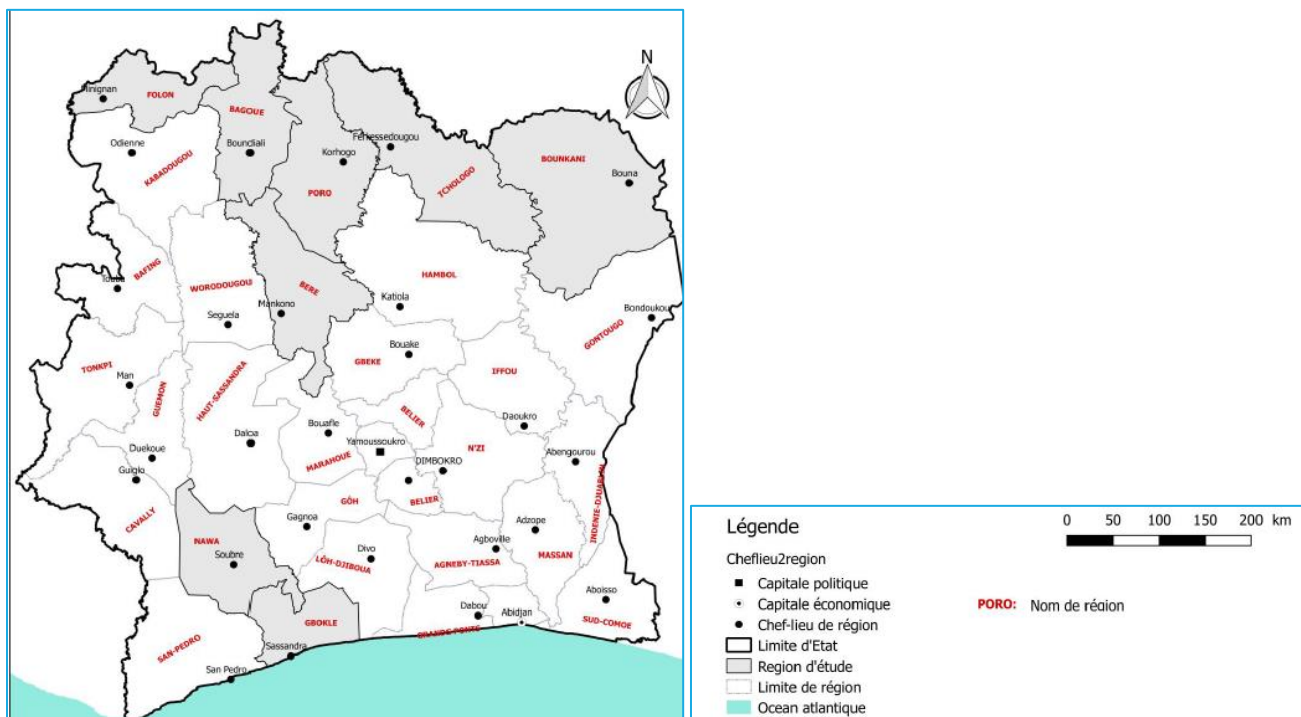 N
Minignan
FOLON
BAGOUE
Odienne
Boundiali
KABADOUGOU
Ferkessedougou
Korhogo
PORO
TCHOLOGO
BOUNKANI
Bouna
BAFING
Touba
WORODOUGOU
Seguela
Mankono
BERE
HAMBOL
Katiola
Bondoukou
GONTOUGO
TONKPI
Man
GUEMON
HAUT-SASSANDRA
GBEKE
Bouake
IFFOU
Daoukro
BELIER
Bouafle
Yamoussoukro
Daloa
MARAHOUE
DIMBOKRO
N'ZI
Abengourou
INDENIE-DJUABLIN
Duekoue
Guiglo
CAVALLY
GÔH
BELIER
Gagnoa
NAWA
Soubre
Divo
LÔH-DJIBOUA
Adzope
Agboville
MASSAN
AGNEBY-TIASSA
Aboisso
SUD-COMOE
Dabou
Abidjan
GRANDS PONTS
GBOKLE
Sassandra
SAN-PEDRO
San Pedro
Légende
0 50 100 150 200 km
Cheflieu2region
Capitale politique
Capitale économique
PORO: Nom de région
Chef-lieu de région
Limite d'Etat
Region d'étude
Limite de région
Ocean atlantique